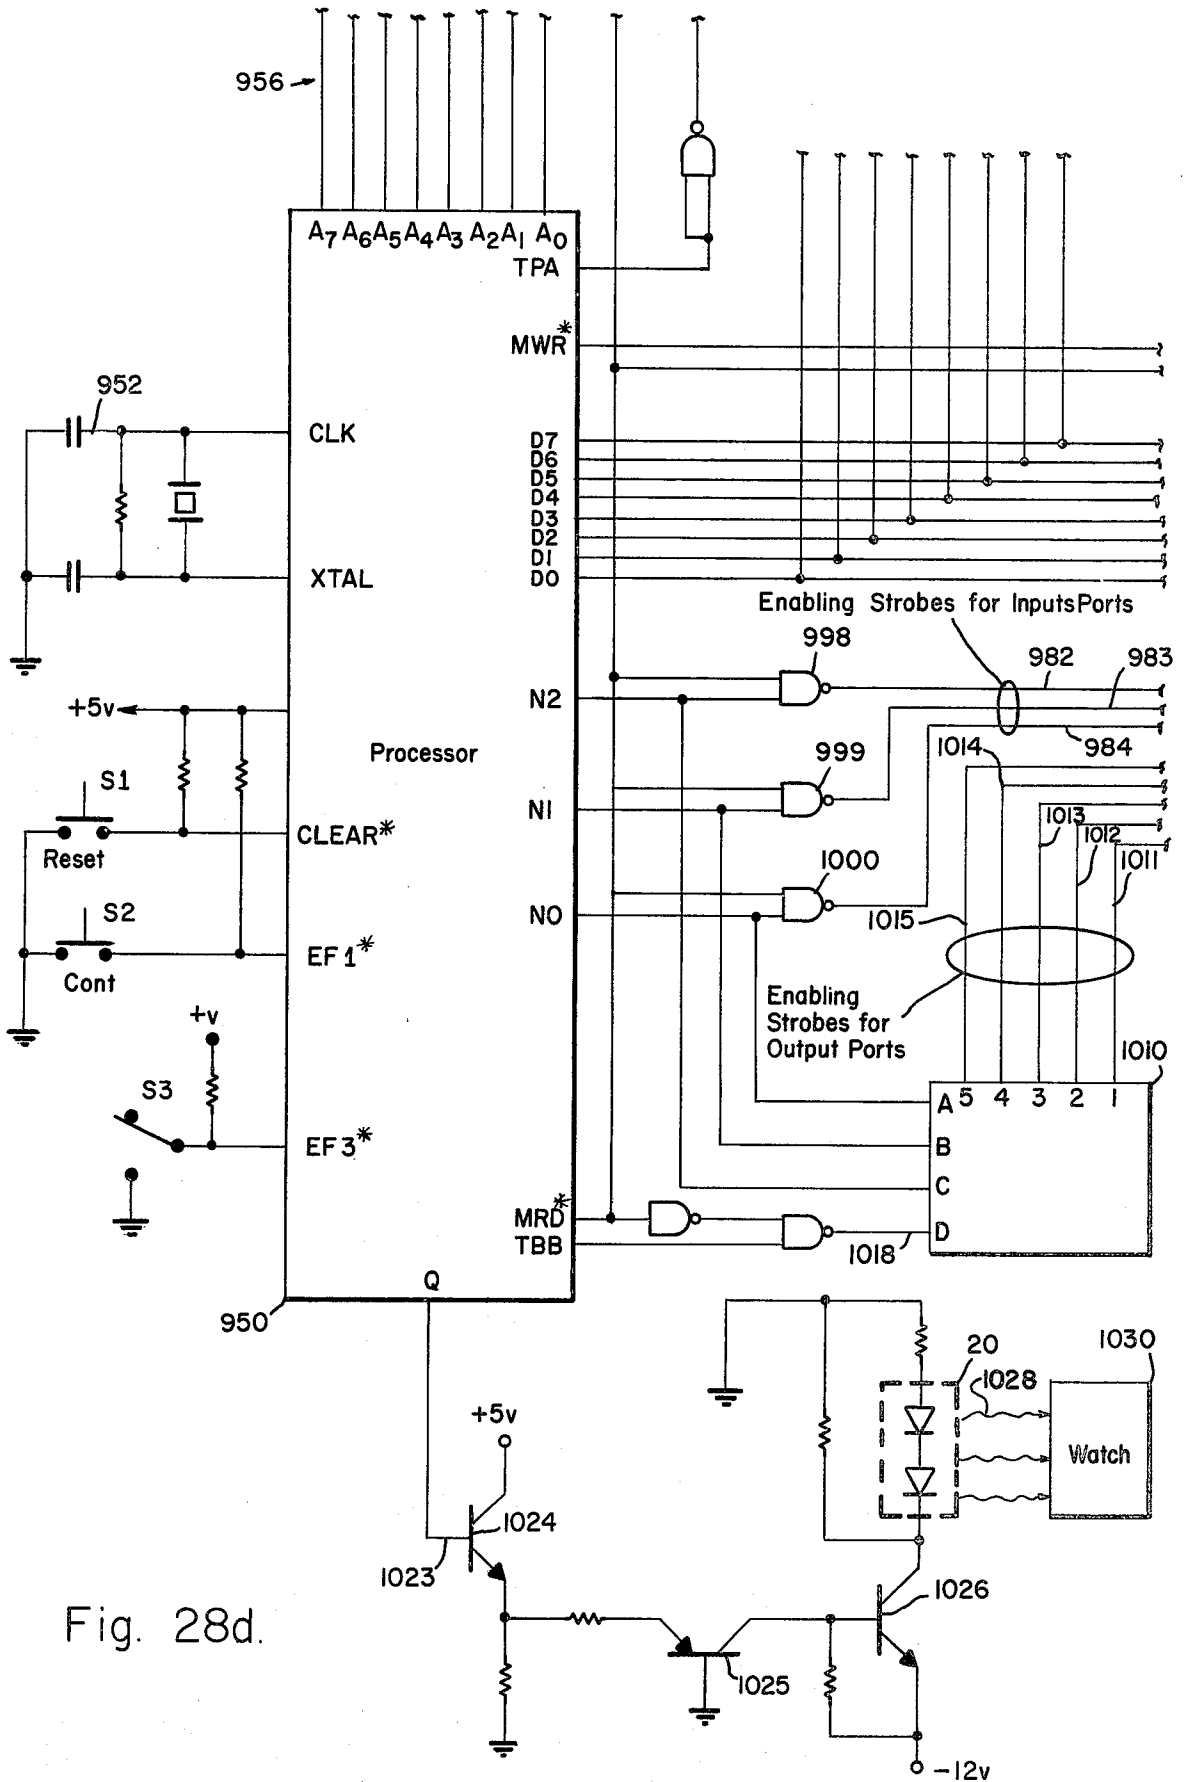 956
A7 A6 A5 A4 A3 A2 A1 A0
TPA
MWR*
952
CLK
D7
D6
D5
D4
D3
D2
D1
D0
XTAL
Enabling Strobes for InputsPorts
998
982
983
N2
+5v
Processor
999
1014
984
S1
N1
CLEAR*
Reset
1013
1012
1011
1000
S2
N0
1015
EF1*
Cont
Enabling
Strobes for
Output Ports
+v
1010
S3
5 4 3 2 1
A
EF3*
B
C
MRD*
D
TBB
1018
Q
950
20
1030
1028
+5v
Watch
1024
1023
1026
Fig. 28d.
1025
-12v